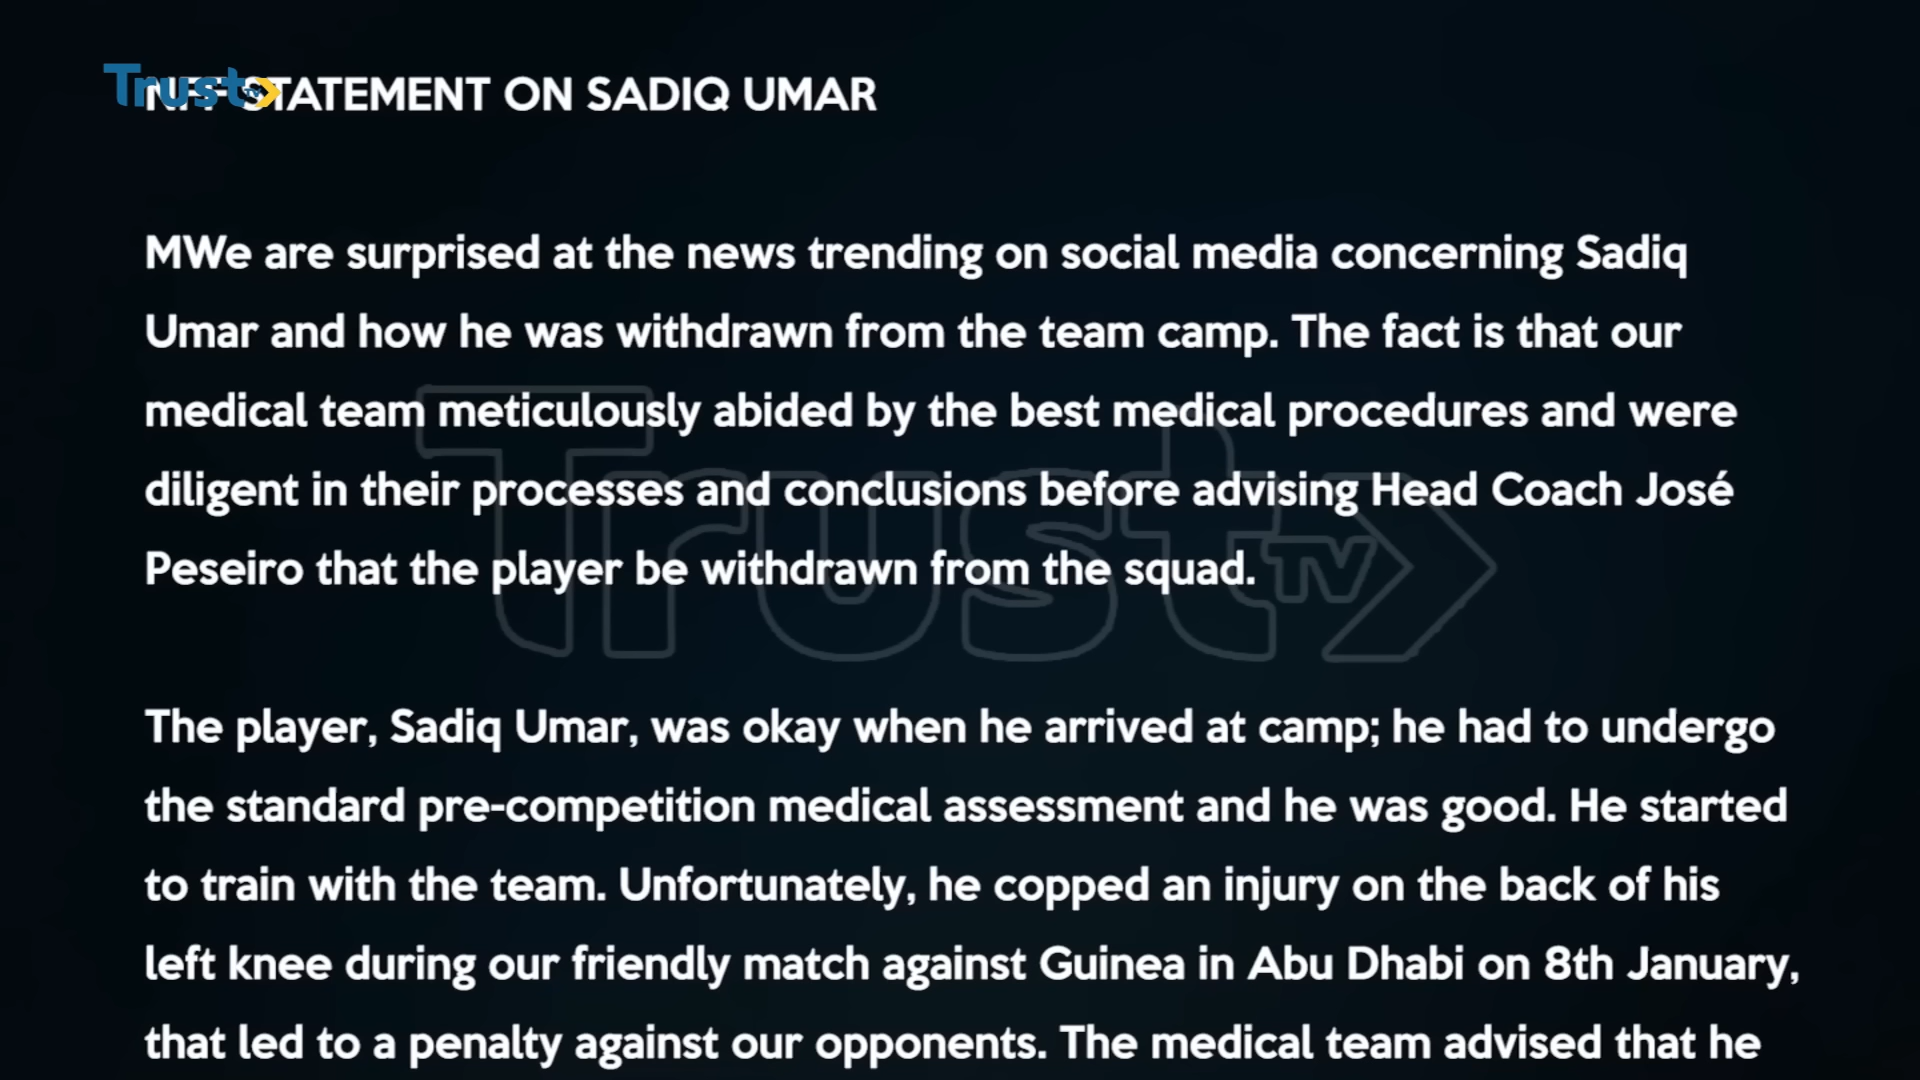 Trust TV
NFF STATEMENT ON SADIQ UMAR
MWe are surprised at the news trending on social media concerning Sadiq
Umar and how he was withdrawn from the team camp. The fact is that our
medical team meticulously abided by the best medical procedures and were
diligent in their processes and conclusions before advising Head Coach José
Peseiro that the player be withdrawn from the squad.
Trust TV
The player, Sadiq Umar, was okay when he arrived at camp; he had to undergo
the standard pre-competition medical assessment and he was good. He started
to train with the team. Unfortunately, he copped an injury on the back of his
left knee during our friendly match against Guinea in Abu Dhabi on 8th January,
that led to a penalty against our opponents. The medical team advised that he